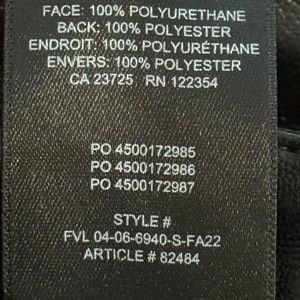 FACE: 100% POLYURETHANE
BACK: 100% POLYESTER
ENDROIT: 100% POLYURÉTHANE
ENVERS: 100% POLYESTER
CA 23725 RN 122354
PO 4500172985
PO 4500172986
PO 4500172987
STYLE #
FVL 04-06-6940-S-FA22
ARTICLE # 82484